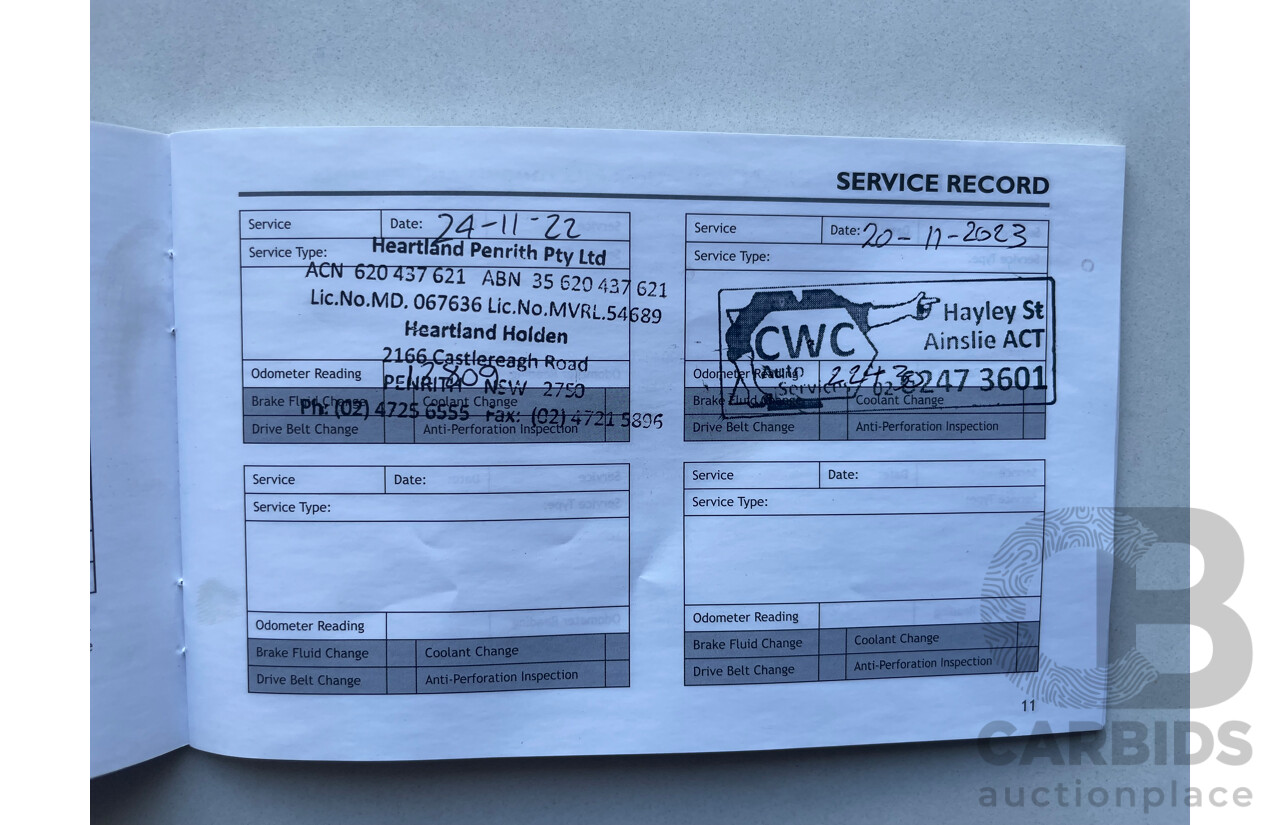 SERVICE RECORD
Service Date: 24-11-22
Service Type:
Heartland Penrith Pty Ltd
ACN 620 437 621 ABN 35 620 437 621
Lic.No.MD. 067636 Lic.No.MVRL.54689
Heartland Holden
2166 Castlereagh Road
Odometer Reading 12809
PENRITH NSW 2750
Brake Fluid Change Coolant Change
Ph: (02) 4725 6555 Fax: (02) 4721 5896
Drive Belt Change Anti-Perforation Inspection
Service Date: 20-11-2023
Service Type:
CWC
Auto
Service
Hayley St
Ainslie ACT
02 6247 3601
Odometer Reading
Brake Fluid Change Coolant Change
Drive Belt Change Anti-Perforation Inspection
Service Date:
Service Type:
Odometer Reading
Brake Fluid Change Coolant Change
Drive Belt Change Anti-Perforation Inspection
Service Date:
Service Type:
Odometer Reading
Brake Fluid Change Coolant Change
Drive Belt Change Anti-Perforation Inspection
11
CB
CARBIDS
auctionplace